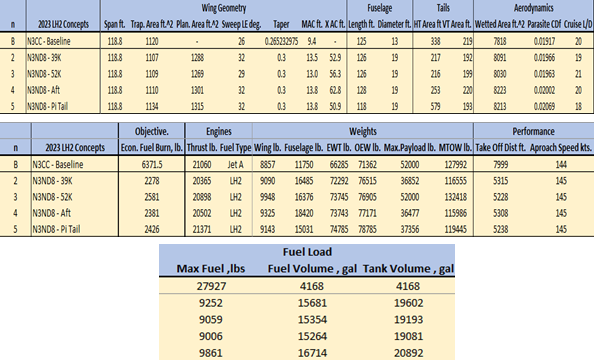 Wing Geometry Fuselage Tails Aerodynamics
n 2023 LH2 Concepts Span ft. Trap. Area ft.^2 Plan. Area ft.^2 Sweep LE deg. Taper MAC ft. X AC ft. Length ft. Diameter ft. HT Area ft VT Area ft. Wetted Area ft.^2 Parasite CDF Cruise L/D
B N3CC - Baseline 118.8 1120 - 26 0.265232975 9.4 - 125 13 338 219 7818 0.01917 20
2 N3ND8 - 39K 118.8 1107 1288 32 0.3 13.5 52.9 126 19 217 192 8091 0.01966 19
3 N3ND8 - 52K 118.8 1109 1269 29 0.3 13.0 56.3 126 19 216 199 8030 0.01963 21
4 N3ND8 - Aft 118.8 1110 1301 32 0.3 13.8 62.8 141 19 253 220 8223 0.02002 20
5 N3ND8 - Pi Tail 118.8 1134 1315 32 0.3 13.8 50.9 118 19 579 193 8213 0.02069 18
Objective. Engines Weights Performance
n 2023 LH2 Concepts Econ. Fuel Burn, lb. Thrust lb. Fuel Type Wing lb. Fuselage lb. EWT lb. OEW lb. Max.Payload lb. MTOW lb. Take Off Dist ft. Aproach Speed kts.
B N3CC - Baseline 6371.5 21060 Jet A 8857 11750 66285 71362 52000 127992 7999 144
2 N3ND8 - 39K 2278 20365 LH2 9090 16485 72292 76515 36852 116555 5315 145
3 N3ND8 - 52K 2581 20898 LH2 9948 16376 73745 76905 52000 132418 5228 145
4 N3ND8 - Aft 2381 20502 LH2 9325 18420 73343 77171 36477 115986 5308 145
5 N3ND8 - Pi Tail 2426 21371 LH2 9143 15031 74785 78785 37356 119445 5238 145
Fuel Load
Max Fuel ,lbs Fuel Volume , gal Tank Volume , gal
27927 4168 4168
9252 15681 19602
9059 15354 19193
9006 15264 19081
9861 16714 20892